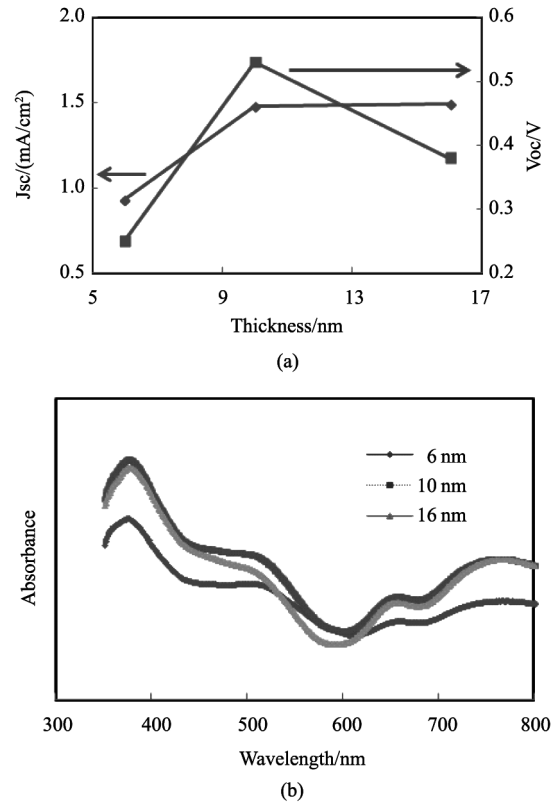 2.0
1.5
1.0
0.5
Jsc/(mA/cm²)
0.6
0.5
0.4
0.3
0.2
Voc/V
5 9 13 17
Thickness/nm
(a)
Absorbance
6 nm
10 nm
16 nm
300 400 500 600 700 800
Wavelength/nm
(b)